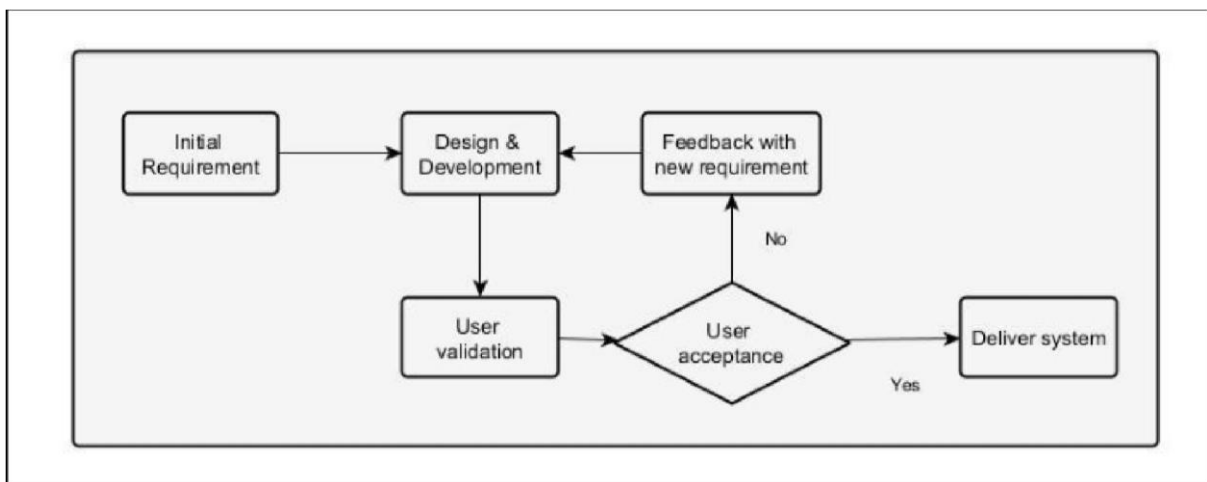 Initial
Requirement
Design &
Development
Feedback with
new requirement
No
User
validation
User
acceptance
Yes
Deliver system